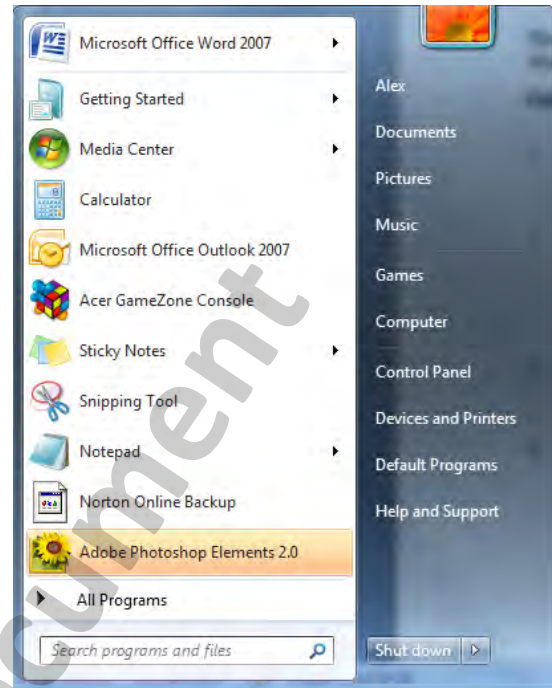 Microsoft Office Word 2007
Getting Started
Media Center
Calculator
Microsoft Office Outlook 2007
Acer GameZone Console
Sticky Notes
Snipping Tool
Notepad
Norton Online Backup
Adobe Photoshop Elements 2.0
All Programs
Search programs and files
Alex
Documents
Pictures
Music
Games
Computer
Control Panel
Devices and Printers
Default Programs
Help and Support
Shut down